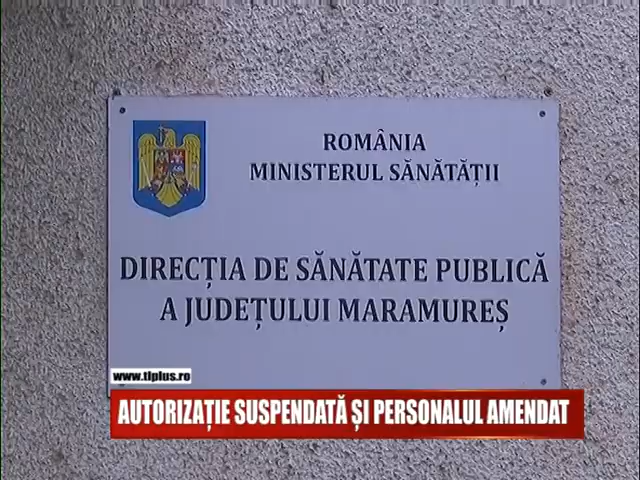 ROMÂNIA
MINISTERUL SĂNĂTĂȚII
DIRECȚIA DE SĂNĂTATE PUBLICĂ
A JUDEȚULUI MARAMUREȘ
www.tlplus.ro
AUTORIZAȚIE SUSPENDATĂ ȘI PERSONALUL AMENDAT